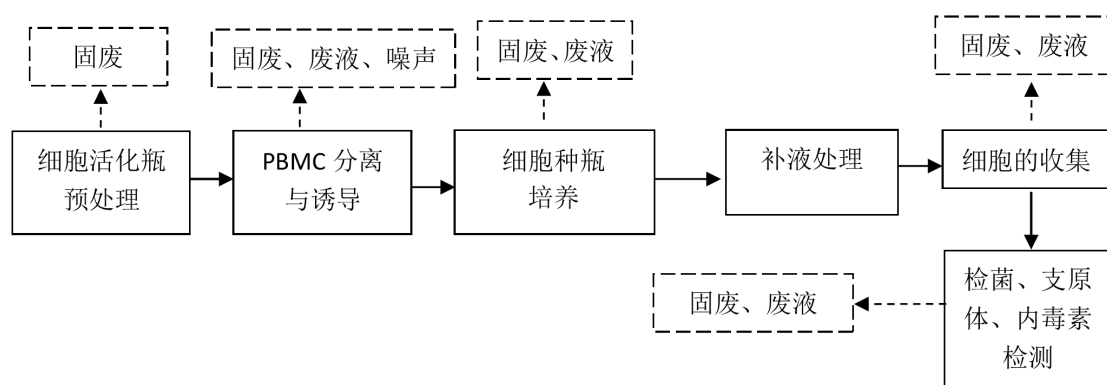 固废
固废、废液、噪声
固废、废液
固废、废液
细胞活化瓶
预处理
PBMC 分离
与诱导
细胞种瓶
培养
补液处理
细胞的收集
固废、废液
检菌、支原
体、内毒素
检测